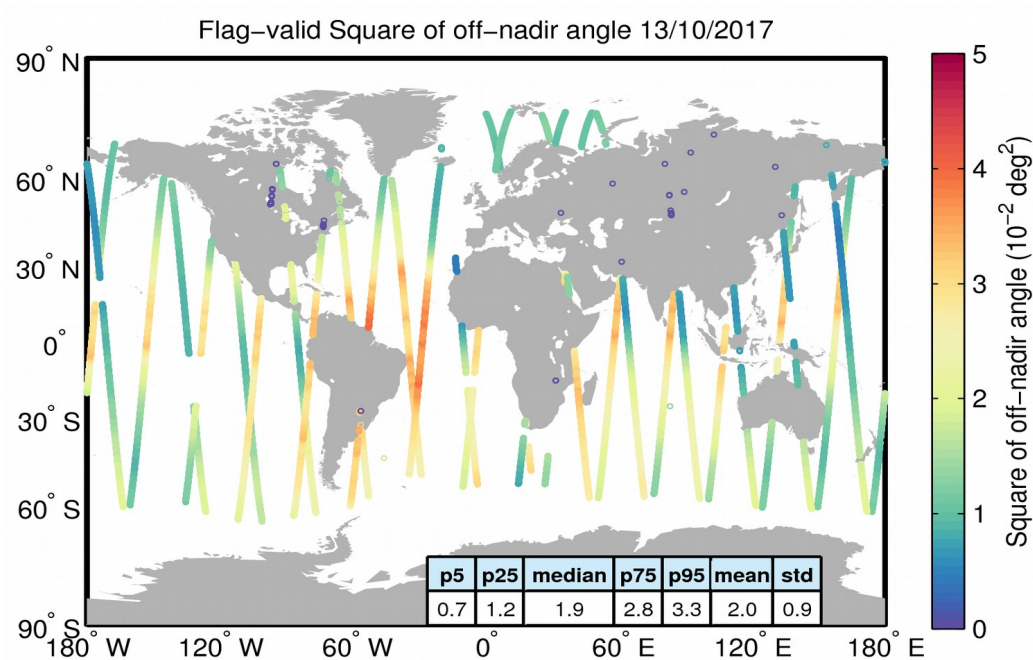 Flag−valid Square of off−nadir angle 13/10/2017
90° N
60° N
30° N
0°
30° S
60° S
90° S
180° W
120° W
60° W
0°
60° E
120° E
180° E
5
4
3
2
1
0
Square of off−nadir angle (10⁻² deg²)
p5 p25 median p75 p95 mean std
0.7 1.2 1.9 2.8 3.3 2.0 0.9